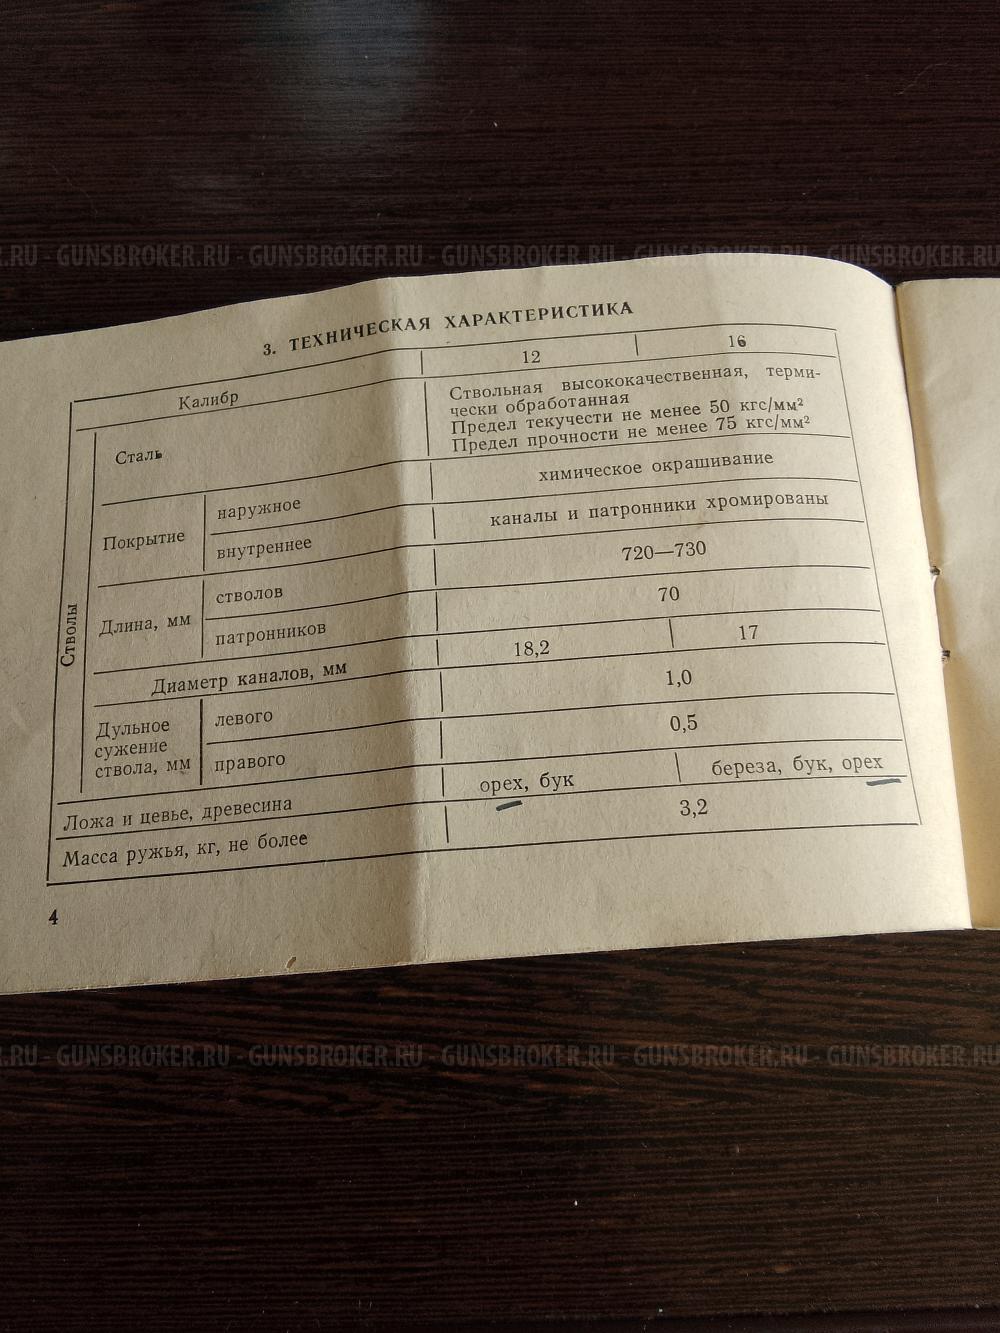 .RU - GUNSBROKER.RU - GUNSBROKER.RU - GUNSBROKER.RU - GUNSBROKER.RU - GUNSBROKER
3. ТЕХНИЧЕСКАЯ ХАРАКТЕРИСТИКА
Калибр 12 16
Стволы
Сталь Ствольная высококачественная, терми-
чески обработанная
Предел текучести не менее 50 кгс/мм²
Предел прочности не менее 75 кгс/мм²
Покрытие
наружное химическое окрашивание
внутреннее каналы и патронники хромированы
Длина, мм
стволов 720—730
патронников 70
Диаметр каналов, мм 18,2 17
Дульное
сужение
ствола, мм
левого 1,0
правого 0,5
Ложа и цевье, древесина орех, бук береза, бук, орех
Масса ружья, кг, не более 3,2
4
.RU - GUNSBROKER.RU - GUNSBROKER.RU - GUNSBROKER.RU - GUNSBROKER.RU - GUNSBROKER